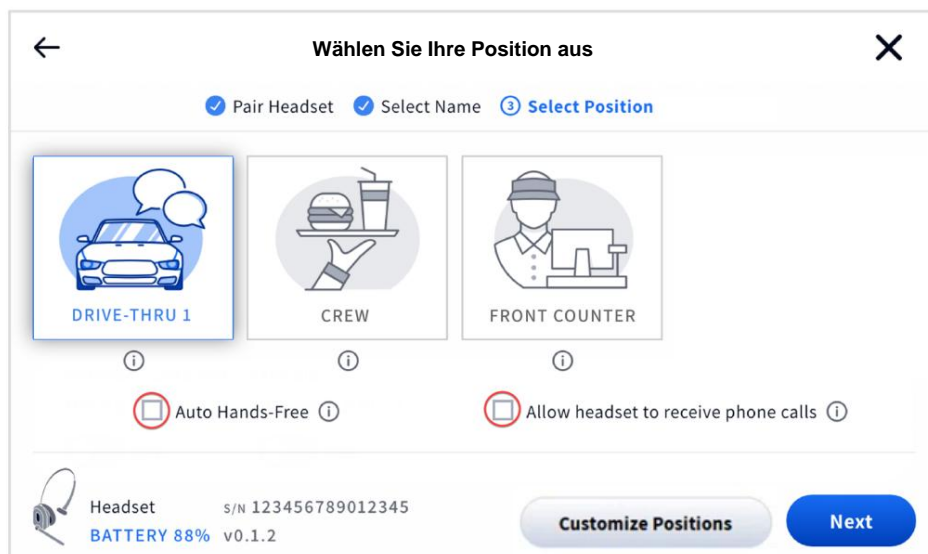 Wählen Sie Ihre Position aus
Pair Headset Select Name 3 Select Position
DRIVE-THRU 1 CREW FRONT COUNTER
Auto Hands-Free Allow headset to receive phone calls
Headset S/N 123456789012345
BATTERY 88% v0.1.2
Customize Positions Next